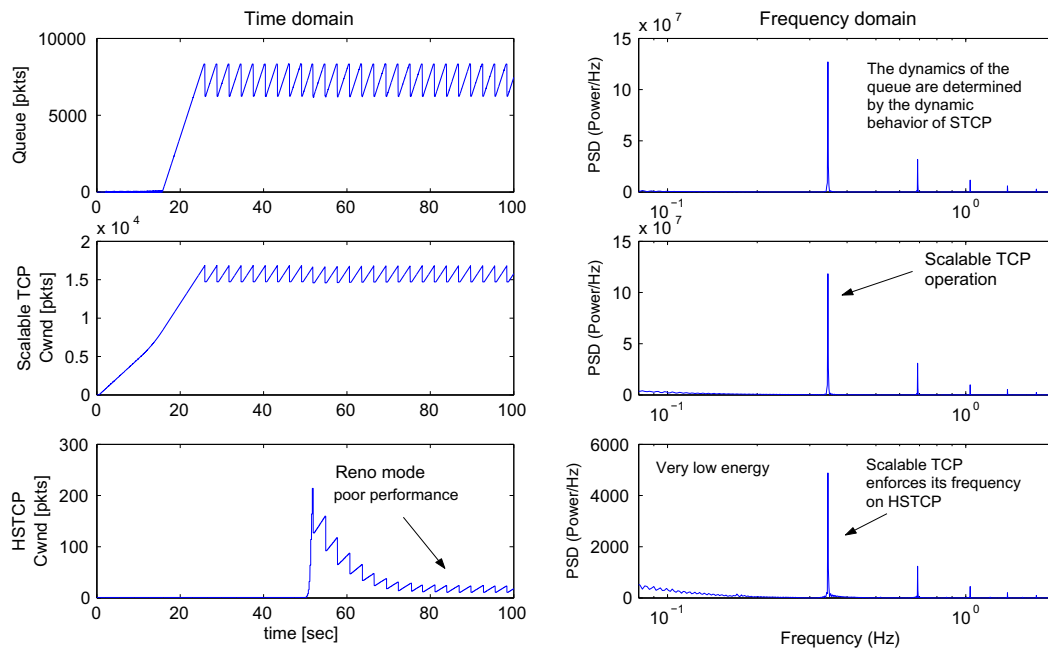 Time domain
Frequency domain
Queue [pkts]
10000
5000
0
0 20 40 60 80 100
x 10^7
PSD (Power/Hz)
15
10
5
0
10^-1 10^0
The dynamics of the
queue are determined
by the dynamic
behavior of STCP
x 10^4
Scalable TCP
Cwnd [pkts]
2
1.5
1
0.5
0
0 20 40 60 80 100
x 10^7
PSD (Power/Hz)
15
10
5
0
10^-1 10^0
Scalable TCP
operation
HSTCP
Cwnd [pkts]
300
200
100
0
0 20 40 60 80 100
time [sec]
Reno mode
poor performance
PSD (Power/Hz)
6000
4000
2000
0
10^-1 10^0
Frequency (Hz)
Very low energy
Scalable TCP
enforces its frequency
on HSTCP